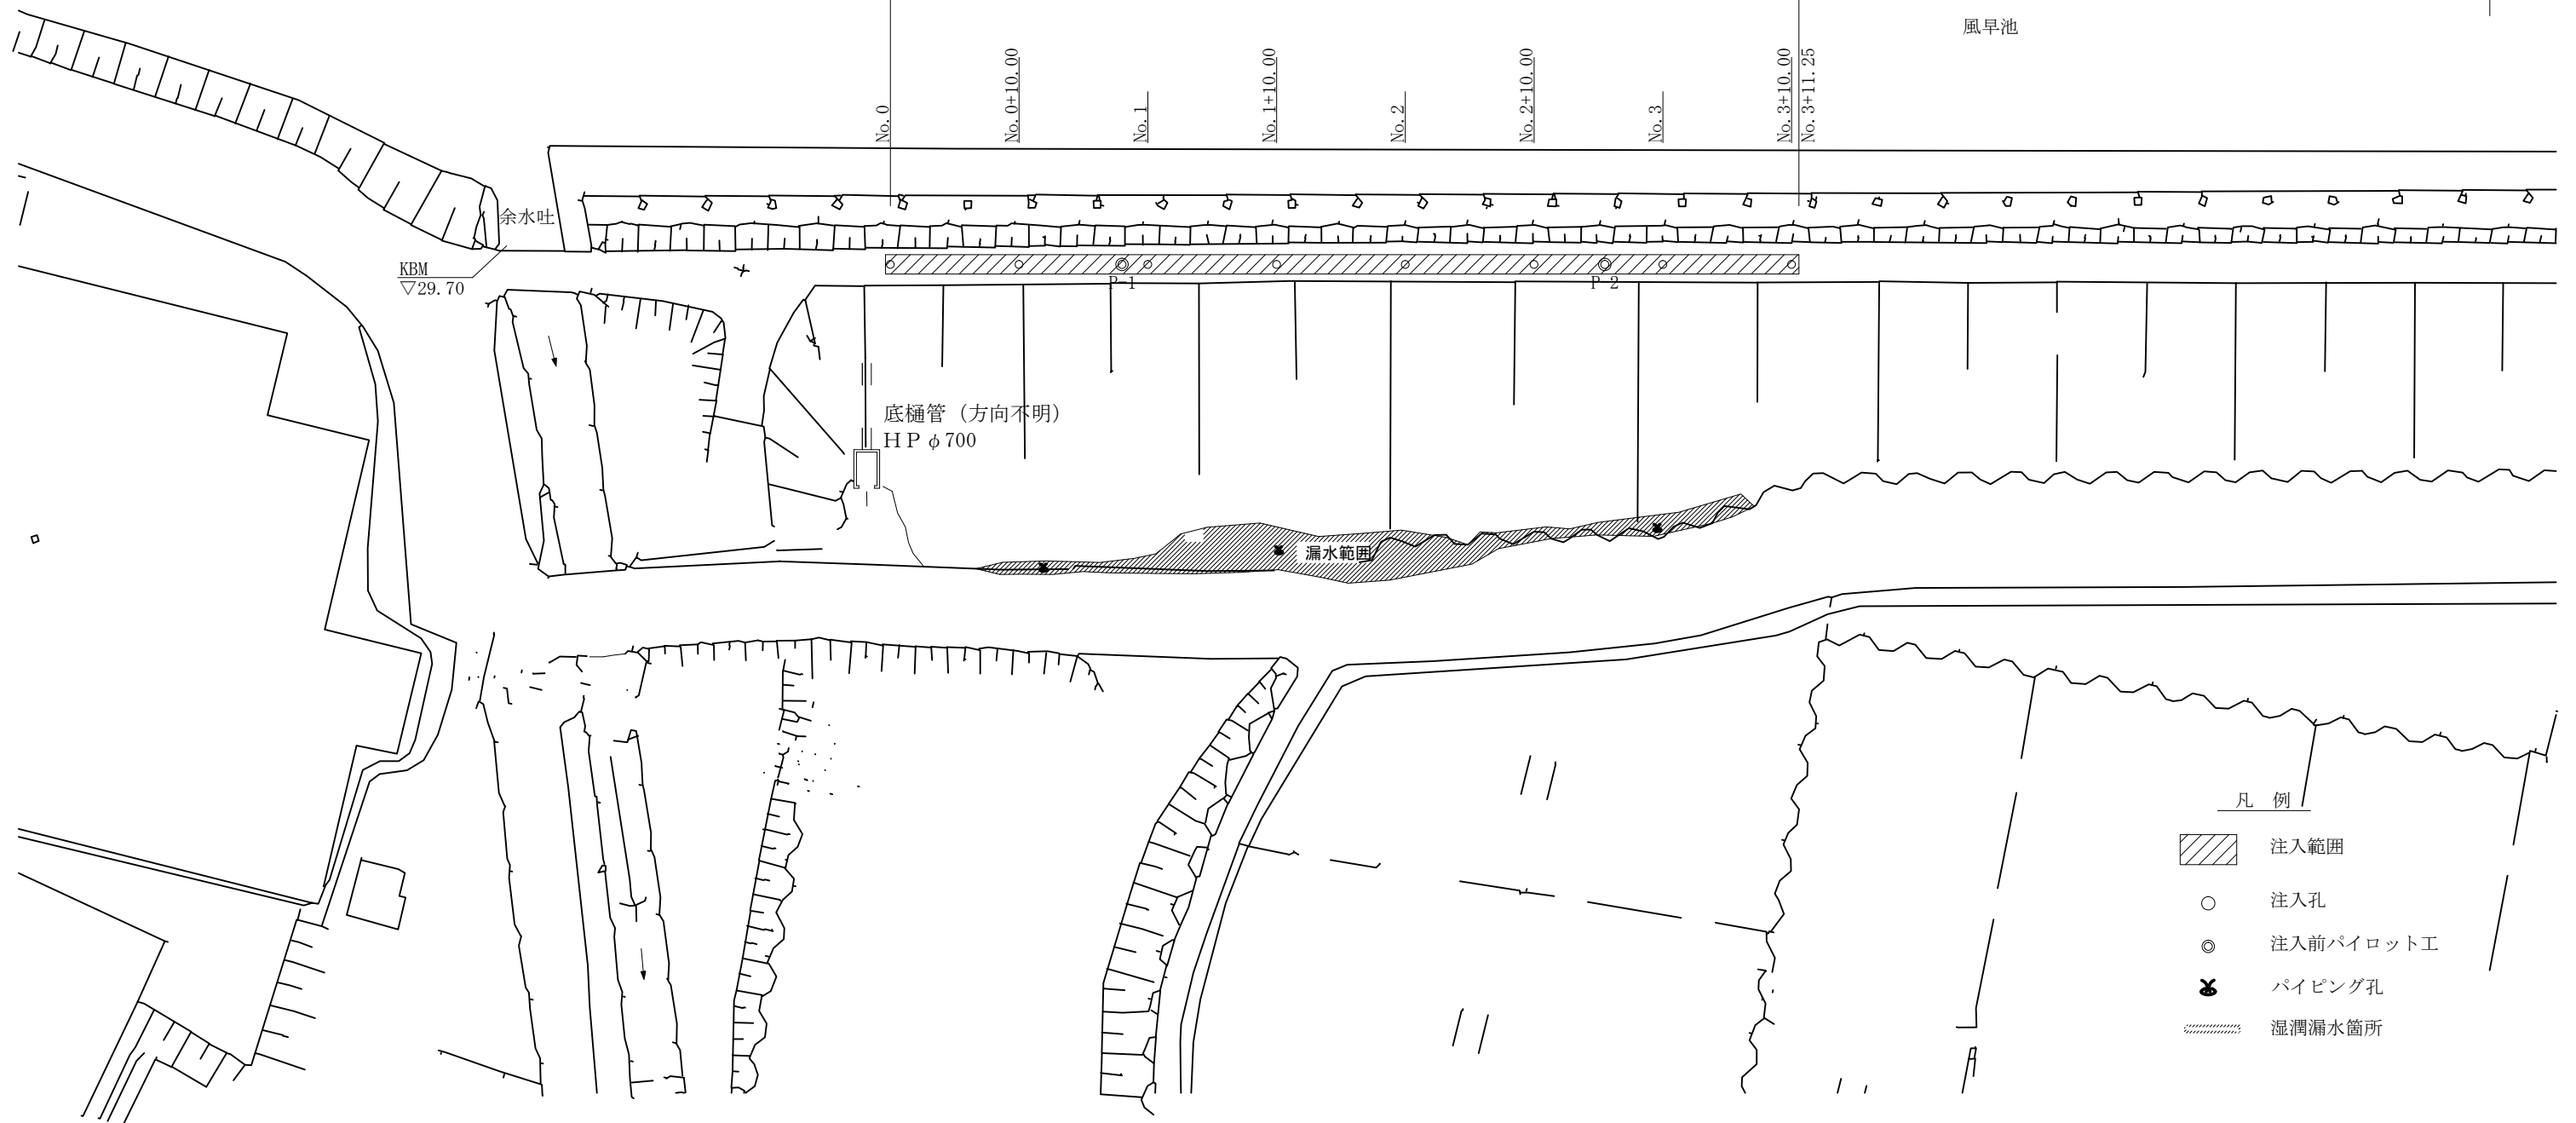 風早池
No.0
No.0+10.00
No.1
No.1+10.00
No.2
No.2+10.00
No.3
No.3+10.00
No.3+11.25
余水吐
KBM
▽29.70
P-1
P-2
底樋管（方向不明）
ＨＰφ700
漏水範囲
凡　例
注入範囲
注入孔
注入前パイロット工
パイピング孔
湿潤漏水箇所